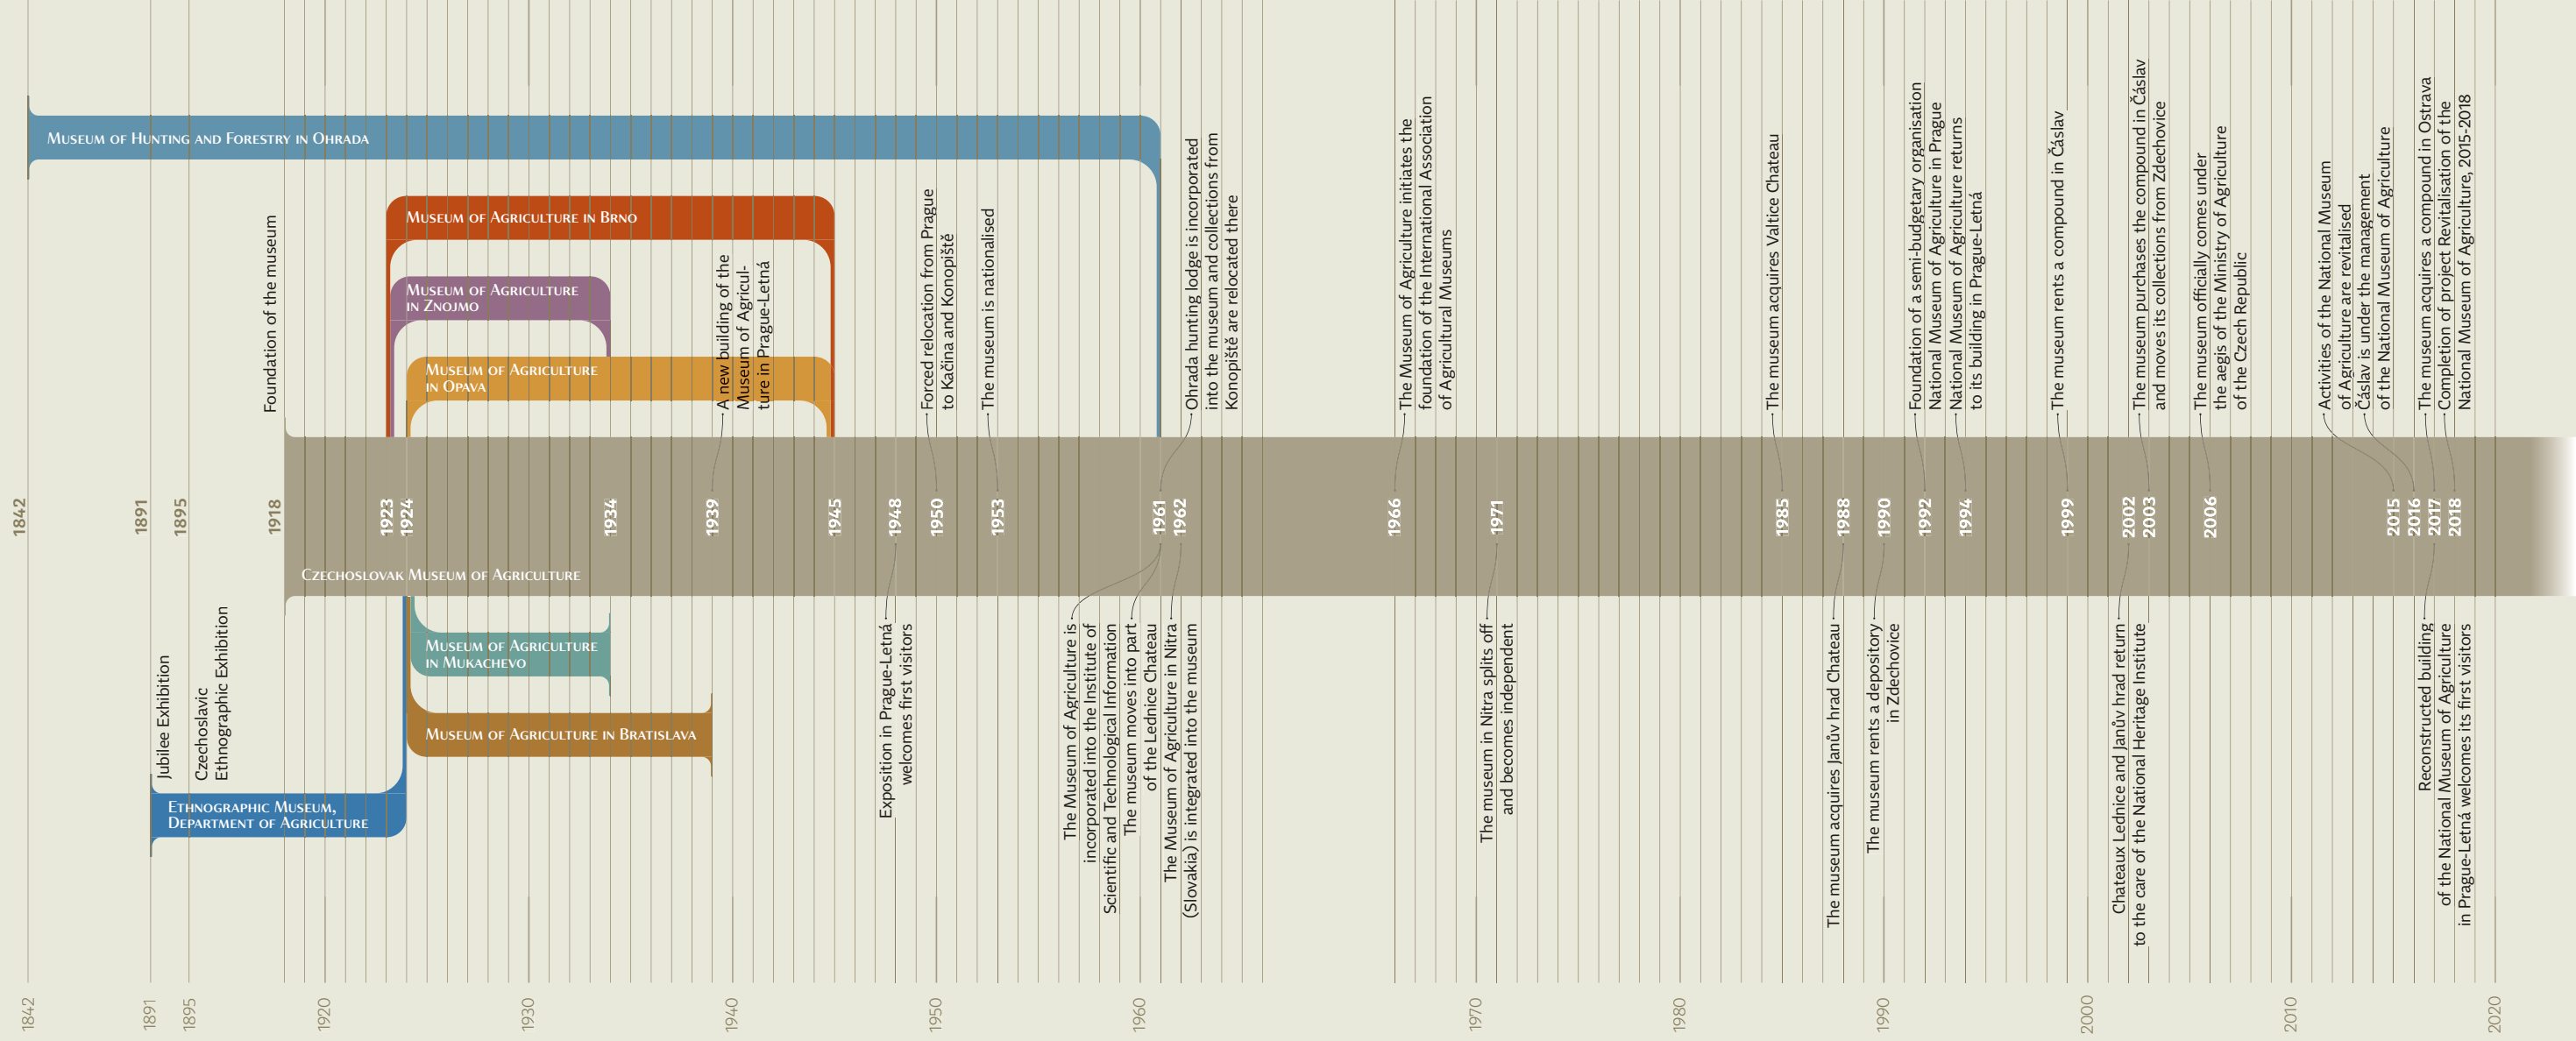 Museum of Hunting and Forestry in Ohrada
Museum of Agriculture in Brno
Museum of Agriculture
in Znojmo
Museum of Agriculture
in Opava
Foundation of the museum
A new building of the
Museum of Agricul-
ture in Prague-Letná
Forced relocation from Prague
to Kačina and Konopiště
The museum is nationalised
Ohrada hunting lodge is incorporated
into the museum and collections from
Konopiště are relocated there
The Museum of Agriculture initiates the
foundation of the International Association
of Agricultural Museums
The museum acquires Valtice Chateau
Foundation of a semi-budgetary organisation
National Museum of Agriculture in Prague
National Museum of Agriculture returns
to its building in Prague-Letná
The museum rents a compound in Čáslav
The museum purchases the compound in Čáslav
and moves its collections from Zdechovice
The museum officially comes under
the aegis of the Ministry of Agriculture
of the Czech Republic
Activities of the National Museum
of Agriculture are revitalised
Čáslav is under the management
of the National Museum of Agriculture
The museum acquires a compound in Ostrava
Completion of project Revitalisation of the
National Museum of Agriculture, 2015-2018
1842
1891
1895
1918
1923
1924
1934
1939
1945
1948
1950
1953
1961
1962
1966
1971
1985
1988
1990
1992
1994
1999
2002
2003
2006
2015
2016
2017
2018
Czechoslovak Museum of Agriculture
Museum of Agriculture
in Mukachevo
Museum of Agriculture in Bratislava
Jubilee Exhibition
Czechoslavic
Ethnographic Exhibition
Ethnographic Museum,
Department of Agriculture
Exposition in Prague-Letná
welcomes first visitors
The Museum of Agriculture is
incorporated into the Institute of
Scientific and Technological Information
The museum moves into part
of the Lednice Chateau
The Museum of Agriculture in Nitra
(Slovakia) is integrated into the museum
The museum in Nitra splits off
and becomes independent
The museum acquires Janův hrad Chateau
The museum rents a depository
in Zdechovice
Chateaux Lednice and Janův hrad return
to the care of the National Heritage Institute
Reconstructed building
of the National Museum of Agriculture
in Prague-Letná welcomes its first visitors
1842
1891
1895
1920
1930
1940
1950
1960
1970
1980
1990
2000
2010
2020